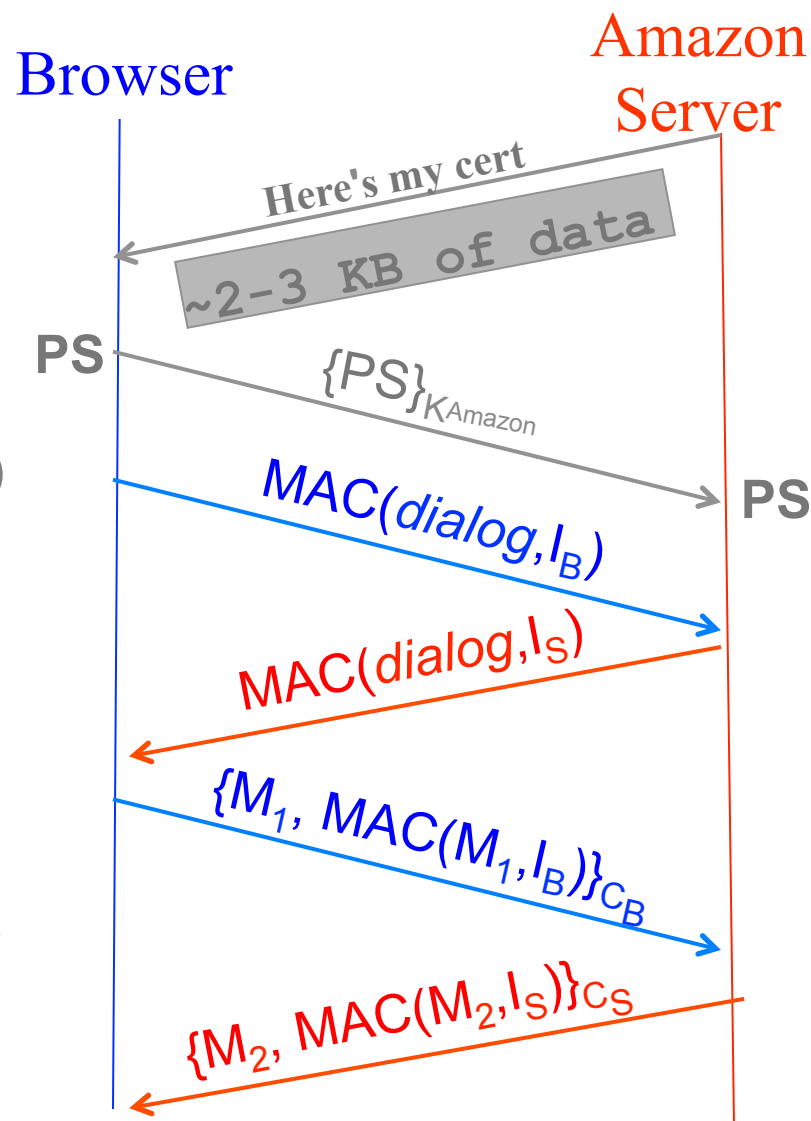 Browser
Amazon
Server
Here's my cert
~2-3 KB of data
PS
{PS}KAmazon
)
PS
MAC(dialog,IB)
MAC(dialog,IS)
{M1, MAC(M1,IB)}CB
{M2, MAC(M2,IS)}CS